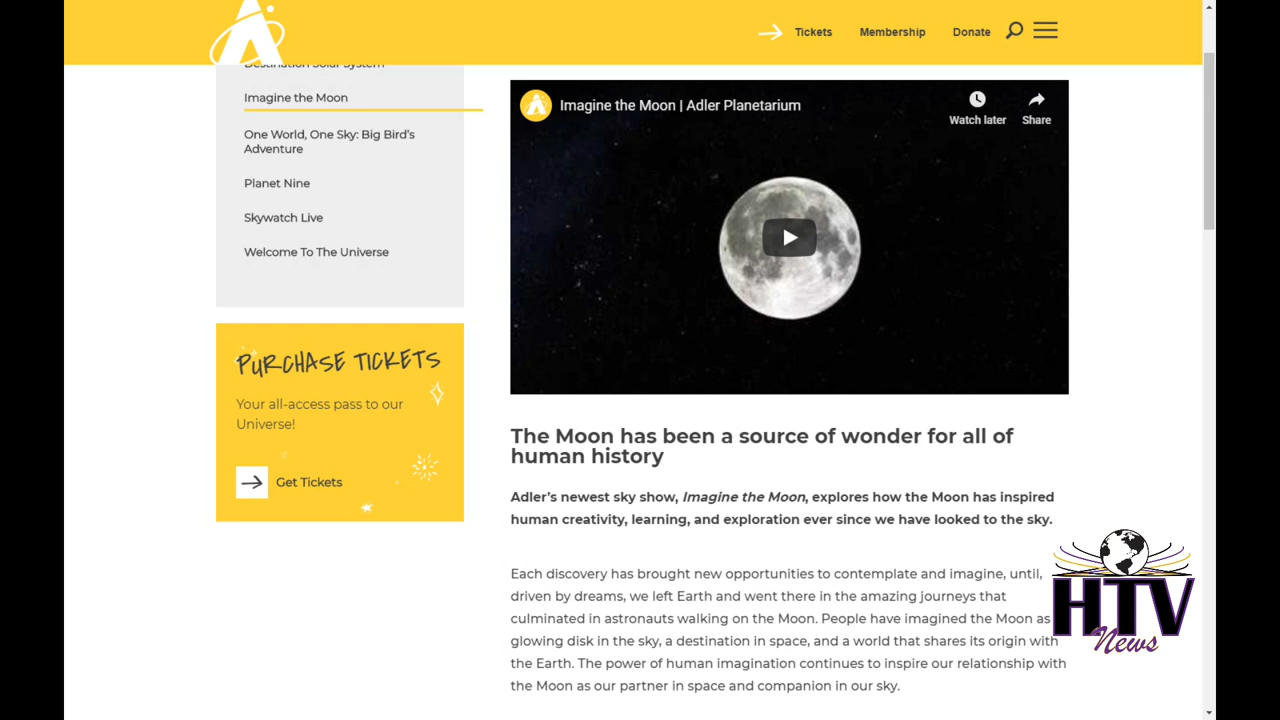 Tickets
Membership
Donate
Destination Solar System
Imagine the Moon
One World, One Sky: Big Bird's
Adventure
Planet Nine
Skywatch Live
Welcome To The Universe
PURCHASE TICKETS
Your all-access pass to our
Universe!
Get Tickets
Imagine the Moon | Adler Planetarium
Watch later
Share
The Moon has been a source of wonder for all of
human history
Adler's newest sky show, Imagine the Moon, explores how the Moon has inspired
human creativity, learning, and exploration ever since we have looked to the sky.
Each discovery has brought new opportunities to contemplate and imagine, until,
driven by dreams, we left Earth and went there in the amazing journeys that
culminated in astronauts walking on the Moon. People have imagined the Moon as
glowing disk in the sky, a destination in space, and a world that shares its origin with
the Earth. The power of human imagination continues to inspire our relationship with
the Moon as our partner in space and companion in our sky.
HTV
News